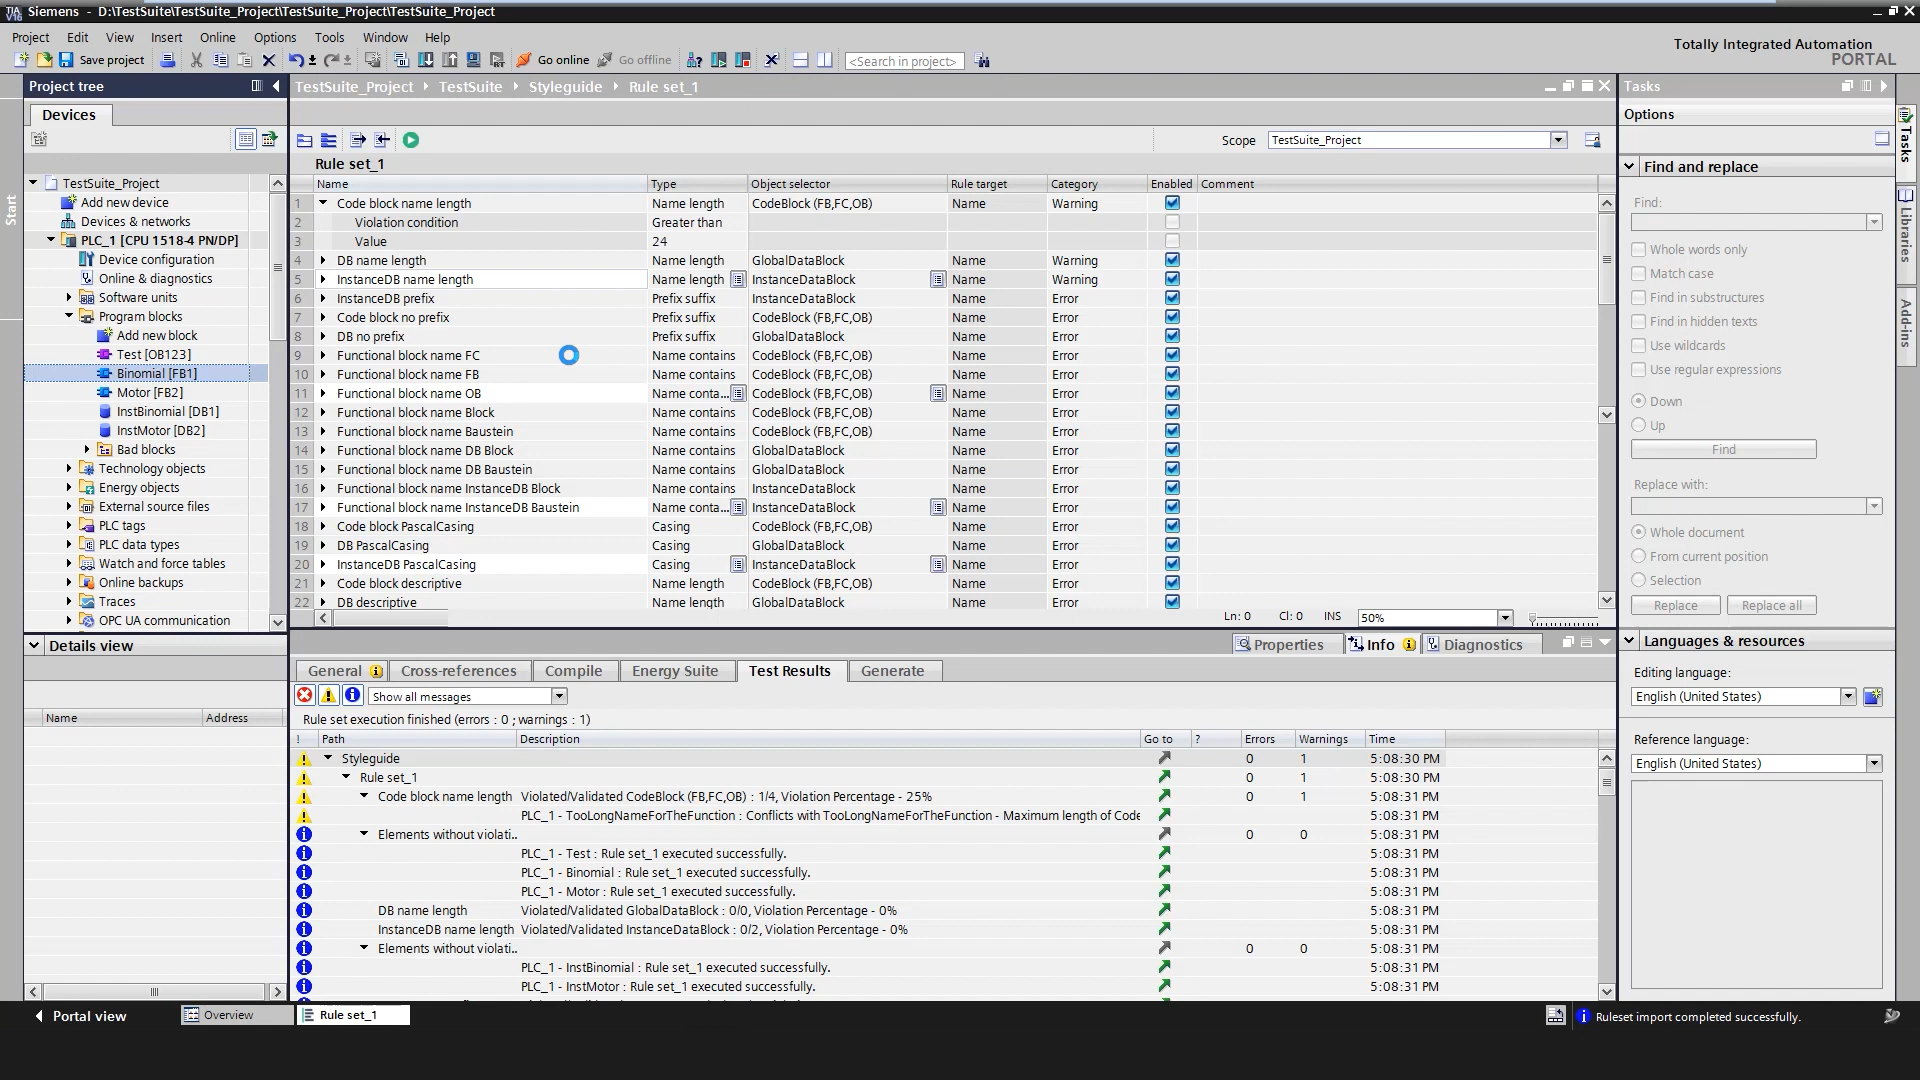 Siemens - D:\TestSuite\TestSuite_Project\TestSuite_Project\TestSuite_Project
Project Edit View Insert Online Options Tools Window Help
Totally Integrated Automation
PORTAL
Save project Go online Go offline <Search in project>
Project tree
TestSuite_Project TestSuite Styleguide Rule set_1
Tasks
Devices
Options
Scope TestSuite_Project
Rule set_1
Find and replace
Start
TestSuite_Project
Add new device
Devices & networks
PLC_1 [CPU 1518-4 PN/DP]
Device configuration
Online & diagnostics
Software units
Program blocks
Add new block
Test [OB123]
Binomial [FB1]
Motor [FB2]
InstBinomial [DB1]
InstMotor [DB2]
Bad blocks
Technology objects
Energy objects
External source files
PLC tags
PLC data types
Watch and force tables
Online backups
Traces
OPC UA communication
Details view
Name Address
Name Type Object selector Rule target Category Enabled Comment
1 Code block name length Name length CodeBlock (FB,FC,OB) Name Warning
2 Violation condition Greater than
3 Value 24
4 DB name length Name length GlobalDataBlock Name Warning
5 InstanceDB name length Name length InstanceDataBlock Name Warning
6 InstanceDB prefix Prefix suffix InstanceDataBlock Name Error
7 Code block no prefix Prefix suffix CodeBlock (FB,FC,OB) Name Error
8 DB no prefix Prefix suffix GlobalDataBlock Name Error
9 Functional block name FC Name contains CodeBlock (FB,FC,OB) Name Error
10 Functional block name FB Name contains CodeBlock (FB,FC,OB) Name Error
11 Functional block name OB Name conta... CodeBlock (FB,FC,OB) Name Error
12 Functional block name Block Name contains CodeBlock (FB,FC,OB) Name Error
13 Functional block name Baustein Name contains CodeBlock (FB,FC,OB) Name Error
14 Functional block name DB Block Name contains GlobalDataBlock Name Error
15 Functional block name DB Baustein Name contains GlobalDataBlock Name Error
16 Functional block name InstanceDB Block Name contains InstanceDataBlock Name Error
17 Functional block name InstanceDB Baustein Name conta... InstanceDataBlock Name Error
18 Code block PascalCasing Casing CodeBlock (FB,FC,OB) Name Error
19 DB PascalCasing Casing GlobalDataBlock Name Error
20 InstanceDB PascalCasing Casing InstanceDataBlock Name Error
21 Code block descriptive Name length CodeBlock (FB,FC,OB) Name Error
22 DB descriptive Name length GlobalDataBlock Name Error
Ln: 0 Cl: 0 INS 50%
Properties Info Diagnostics
General Cross-references Compile Energy Suite Test Results Generate
Show all messages
Rule set execution finished (errors : 0 ; warnings : 1)
! Path Description Go to ? Errors Warnings Time
Styleguide 0 1 5:08:30 PM
Rule set_1 0 1 5:08:30 PM
Code block name length Violated/Validated CodeBlock (FB,FC,OB) : 1/4, Violation Percentage - 25% 0 1 5:08:31 PM
PLC_1 - TooLongNameForTheFunction : Conflicts with TooLongNameForTheFunction - Maximum length of Code 5:08:31 PM
Elements without violati.. 0 0 5:08:31 PM
PLC_1 - Test : Rule set_1 executed successfully. 5:08:31 PM
PLC_1 - Binomial : Rule set_1 executed successfully. 5:08:31 PM
PLC_1 - Motor : Rule set_1 executed successfully. 5:08:31 PM
DB name length Violated/Validated GlobalDataBlock : 0/0, Violation Percentage - 0% 5:08:31 PM
InstanceDB name length Violated/Validated InstanceDataBlock : 0/2, Violation Percentage - 0% 5:08:31 PM
Elements without violati.. 0 0 5:08:31 PM
PLC_1 - InstBinomial : Rule set_1 executed successfully. 5:08:31 PM
PLC_1 - InstMotor : Rule set_1 executed successfully. 5:08:31 PM
Find:
Whole words only
Match case
Find in substructures
Find in hidden texts
Use wildcards
Use regular expressions
Down
Up
Find
Replace with:
Whole document
From current position
Selection
Replace Replace all
Languages & resources
Editing language:
English (United States)
Reference language:
English (United States)
Tasks
Libraries
Add-ins
Portal view Overview Rule set_1 Ruleset import completed successfully.